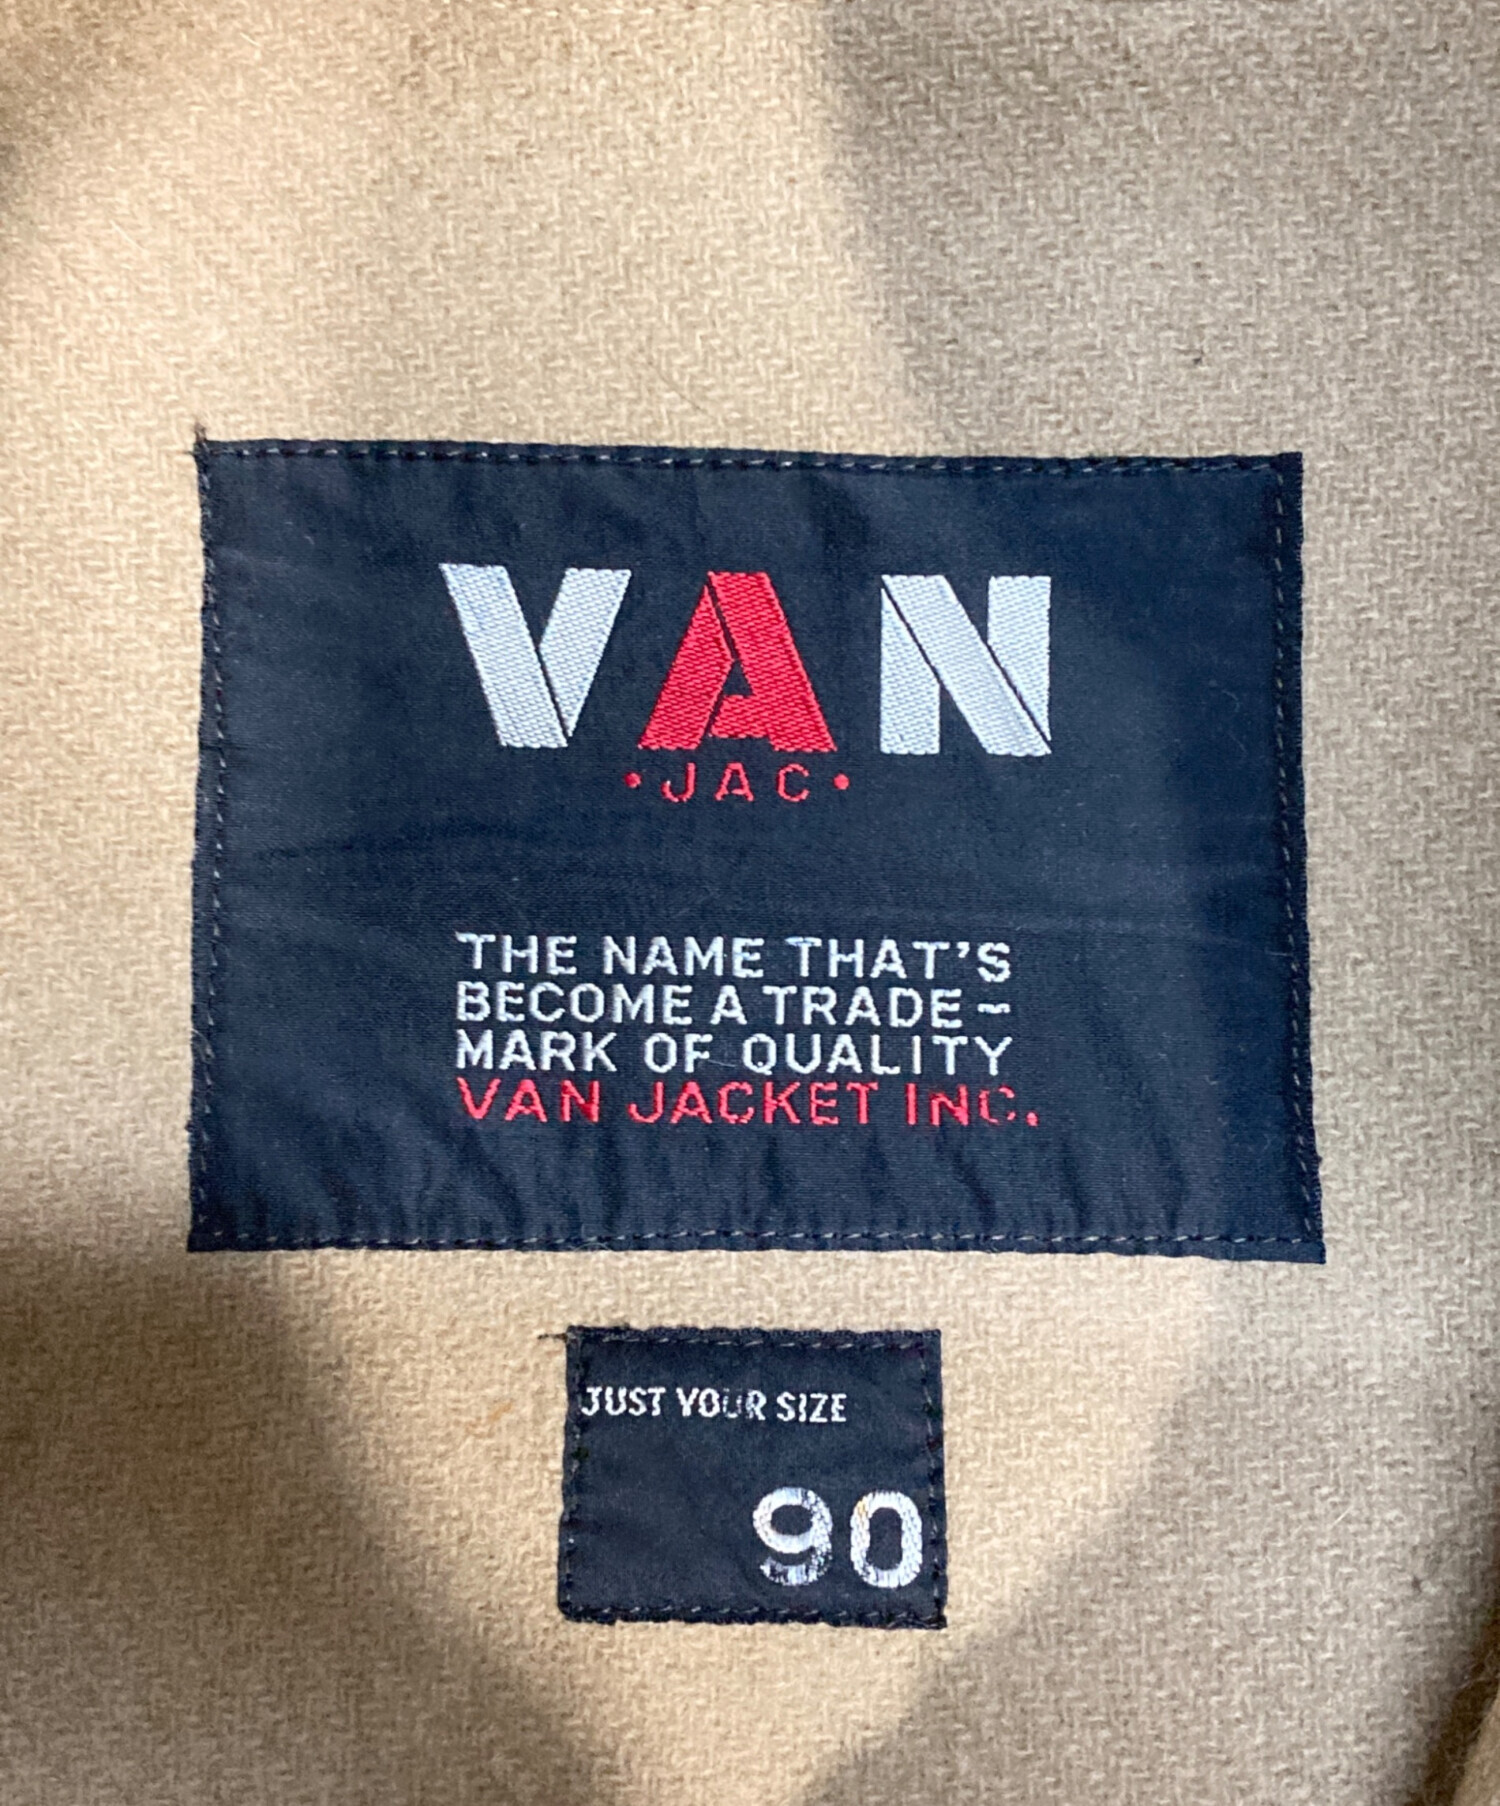 VAN
・JAC・
THE NAME THAT'S
BECOME A TRADE-
MARK OF QUALITY
VAN JACKET INC.
JUST YOUR SIZE
90